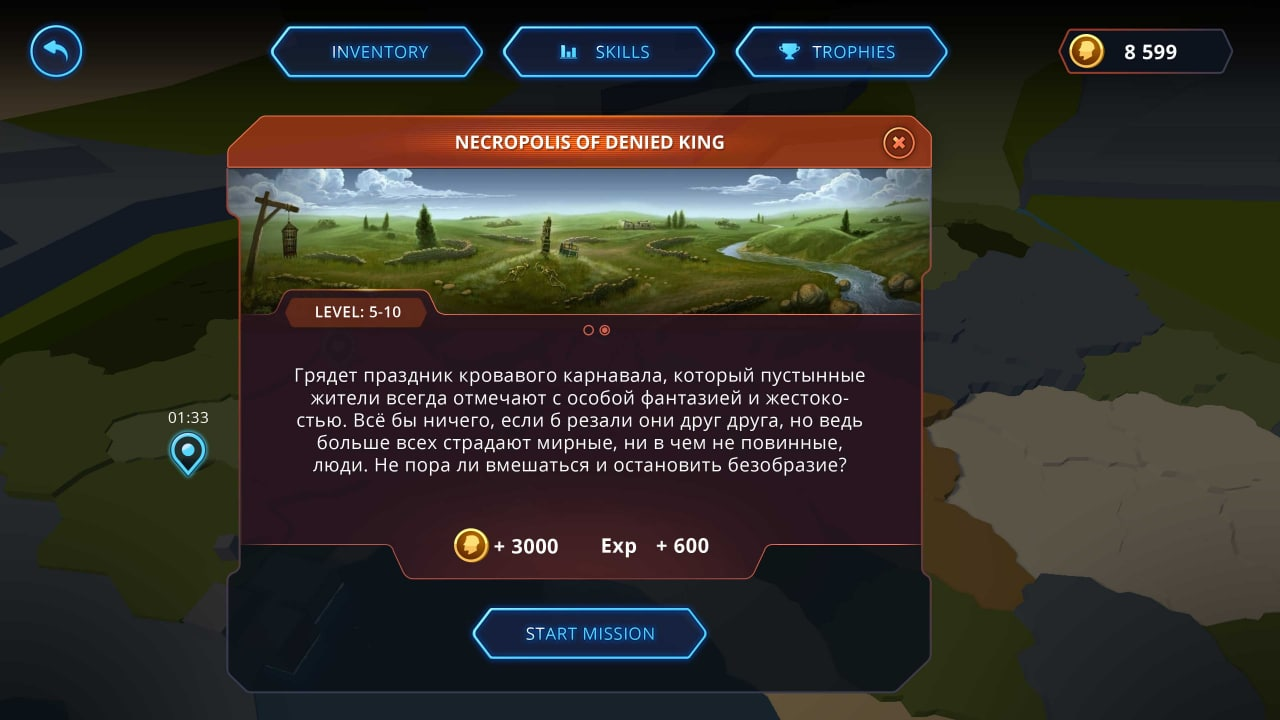 INVENTORY
SKILLS
TROPHIES
8 599
NECROPOLIS OF DENIED KING
LEVEL: 5-10
Грядет праздник кровавого карнавала, который пустынные
жители всегда отмечают с особой фантазией и жестоко-
стью. Всё бы ничего, если б резали они друг друга, но ведь
больше всех страдают мирные, ни в чем не повинные,
люди. Не пора ли вмешаться и остановить безобразие?
01:33
+ 3000
Exp + 600
START MISSION